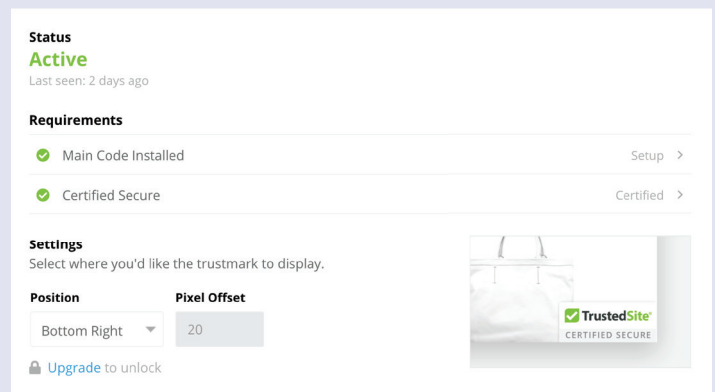 Status
Active
Last seen: 2 days ago
Requirements
Main Code Installed
Setup
Certified Secure
Certified
Settings
Select where you'd like the trustmark to display.
Position
Pixel Offset
Bottom Right
20
Upgrade to unlock
TrustedSite
CERTIFIED SECURE